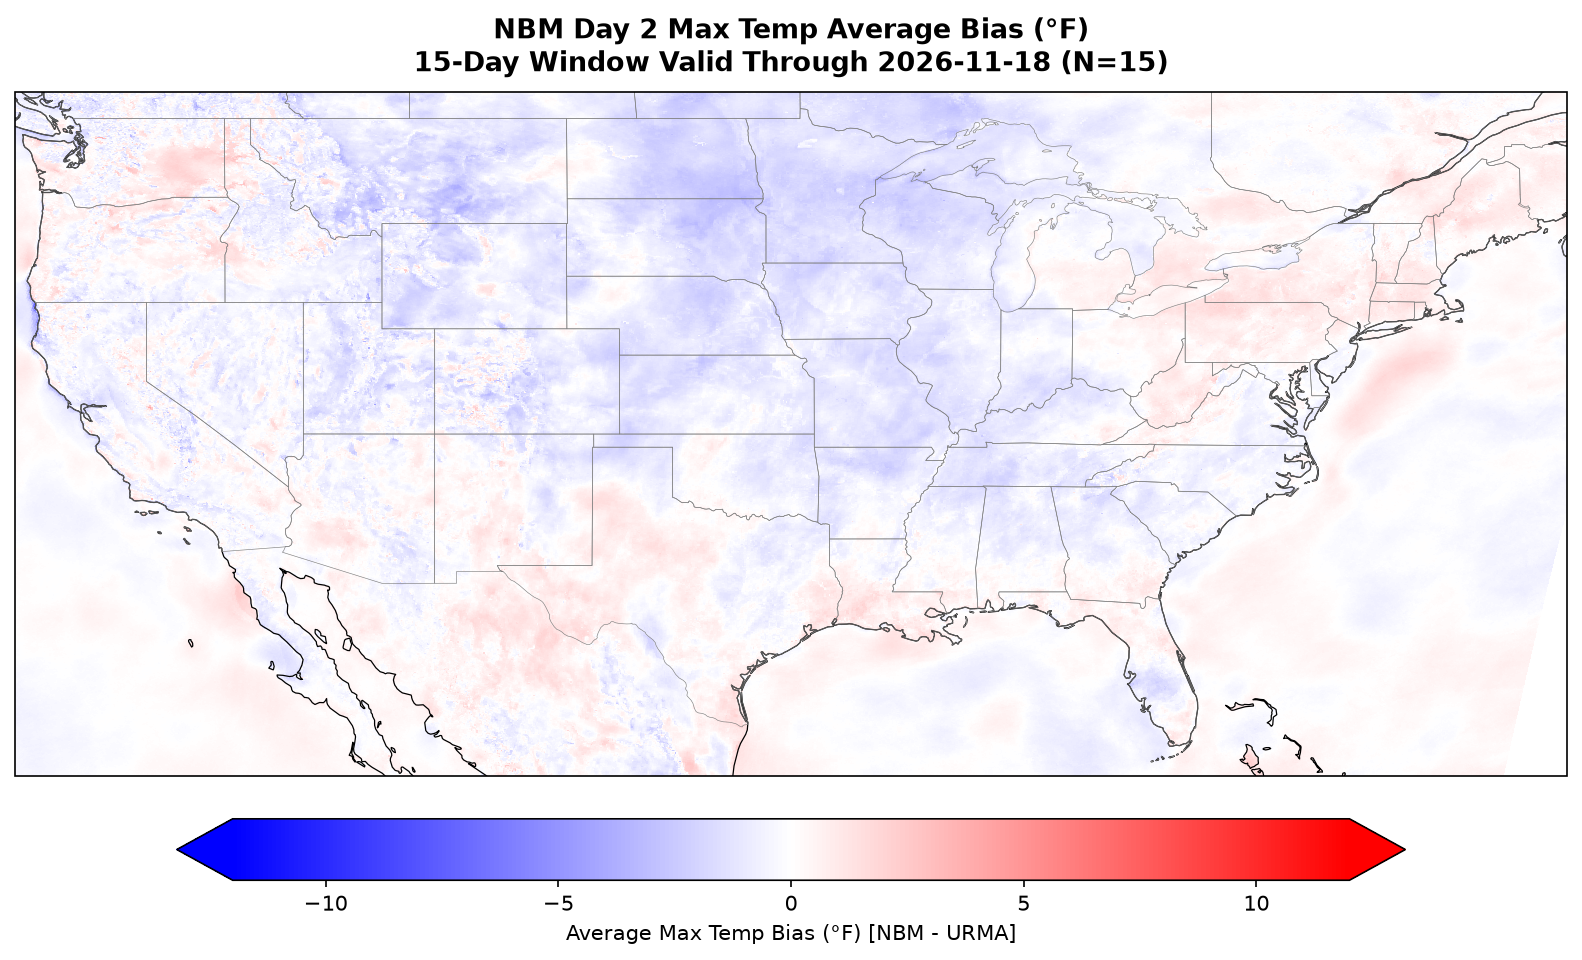 NBM Day 2 Max Temp Average Bias (°F)
15-Day Window Valid Through 2026-11-18 (N=15)
−10 −5 0 5 10
Average Max Temp Bias (°F) [NBM - URMA]